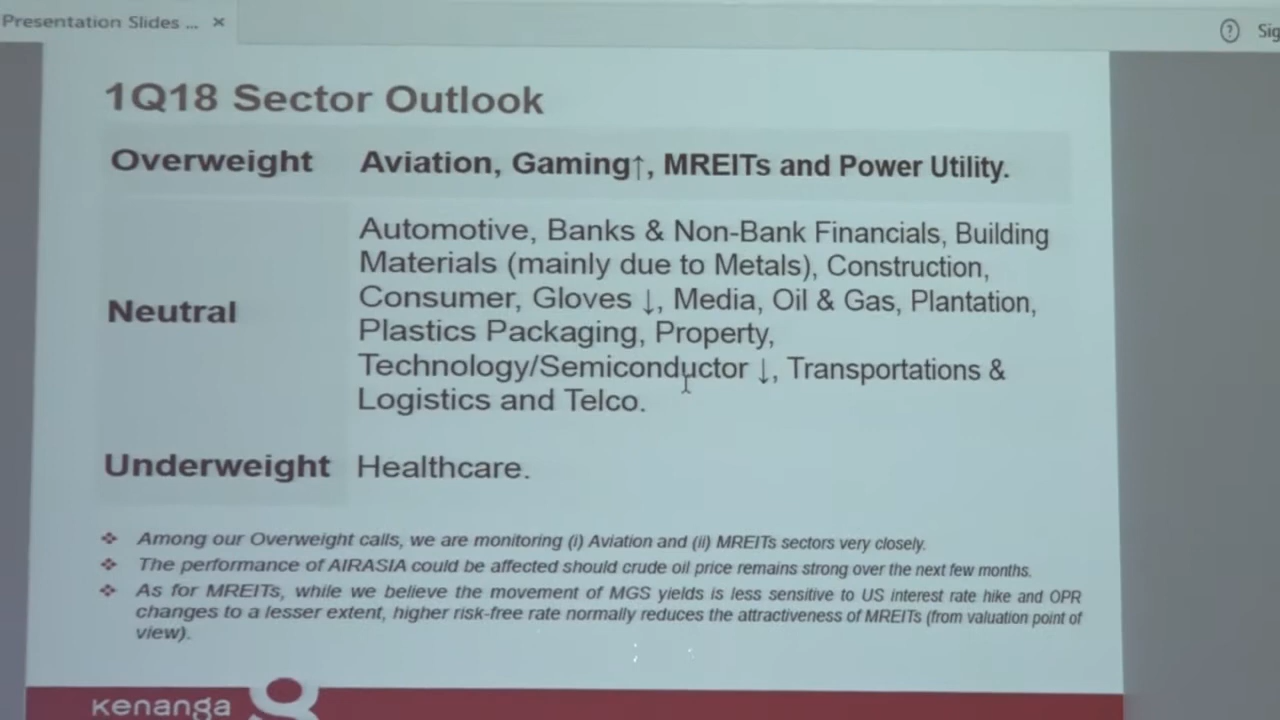 Presentation Slides ... ×
? Sig
1Q18 Sector Outlook
Overweight Aviation, Gaming↑, MREITs and Power Utility.
Neutral
Automotive, Banks & Non-Bank Financials, Building
Materials (mainly due to Metals), Construction,
Consumer, Gloves ↓, Media, Oil & Gas, Plantation,
Plastics Packaging, Property,
Technology/Semiconductor ↓, Transportations &
Logistics and Telco.
Underweight Healthcare.
❖ Among our Overweight calls, we are monitoring (i) Aviation and (ii) MREITs sectors very closely.
❖ The performance of AIRASIA could be affected should crude oil price remains strong over the next few months.
❖ As for MREITs, while we believe the movement of MGS yields is less sensitive to US interest rate hike and OPR
changes to a lesser extent, higher risk-free rate normally reduces the attractiveness of MREITs (from valuation point of
view).
kenanga